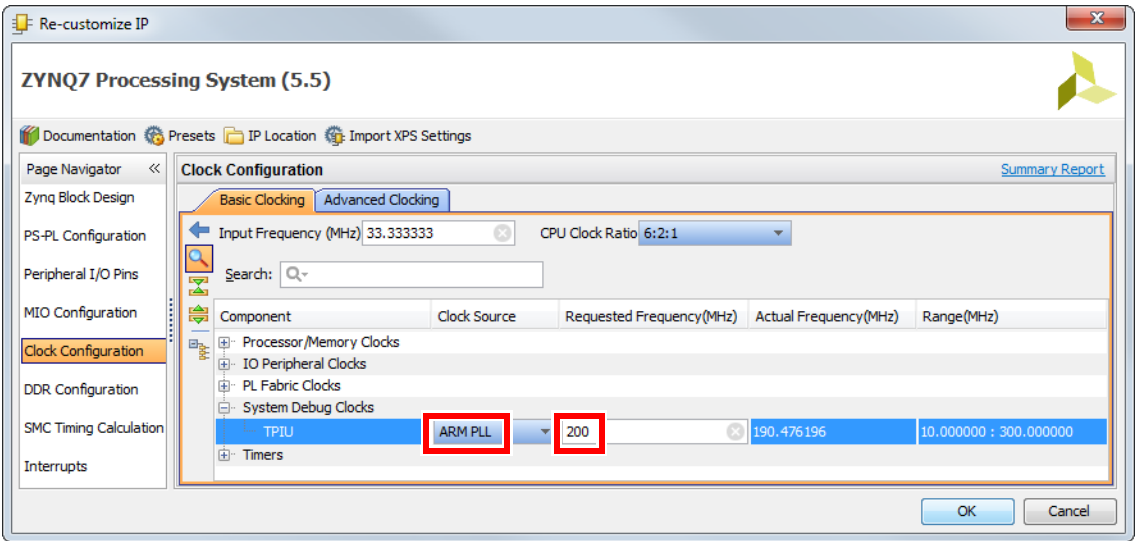 Re-customize IP
ZYNQ7 Processing System (5.5)
Documentation Presets IP Location Import XPS Settings
Page Navigator «
Zynq Block Design
PS-PL Configuration
Peripheral I/O Pins
MIO Configuration
Clock Configuration
DDR Configuration
SMC Timing Calculation
Interrupts
Clock Configuration Summary Report
Basic Clocking Advanced Clocking
Input Frequency (MHz) 33.333333 CPU Clock Ratio 6:2:1
Search:
Component Clock Source Requested Frequency(MHz) Actual Frequency(MHz) Range(MHz)
Processor/Memory Clocks
IO Peripheral Clocks
PL Fabric Clocks
System Debug Clocks
TPIU ARM PLL 200 190.476196 10.000000 : 300.000000
Timers
OK Cancel